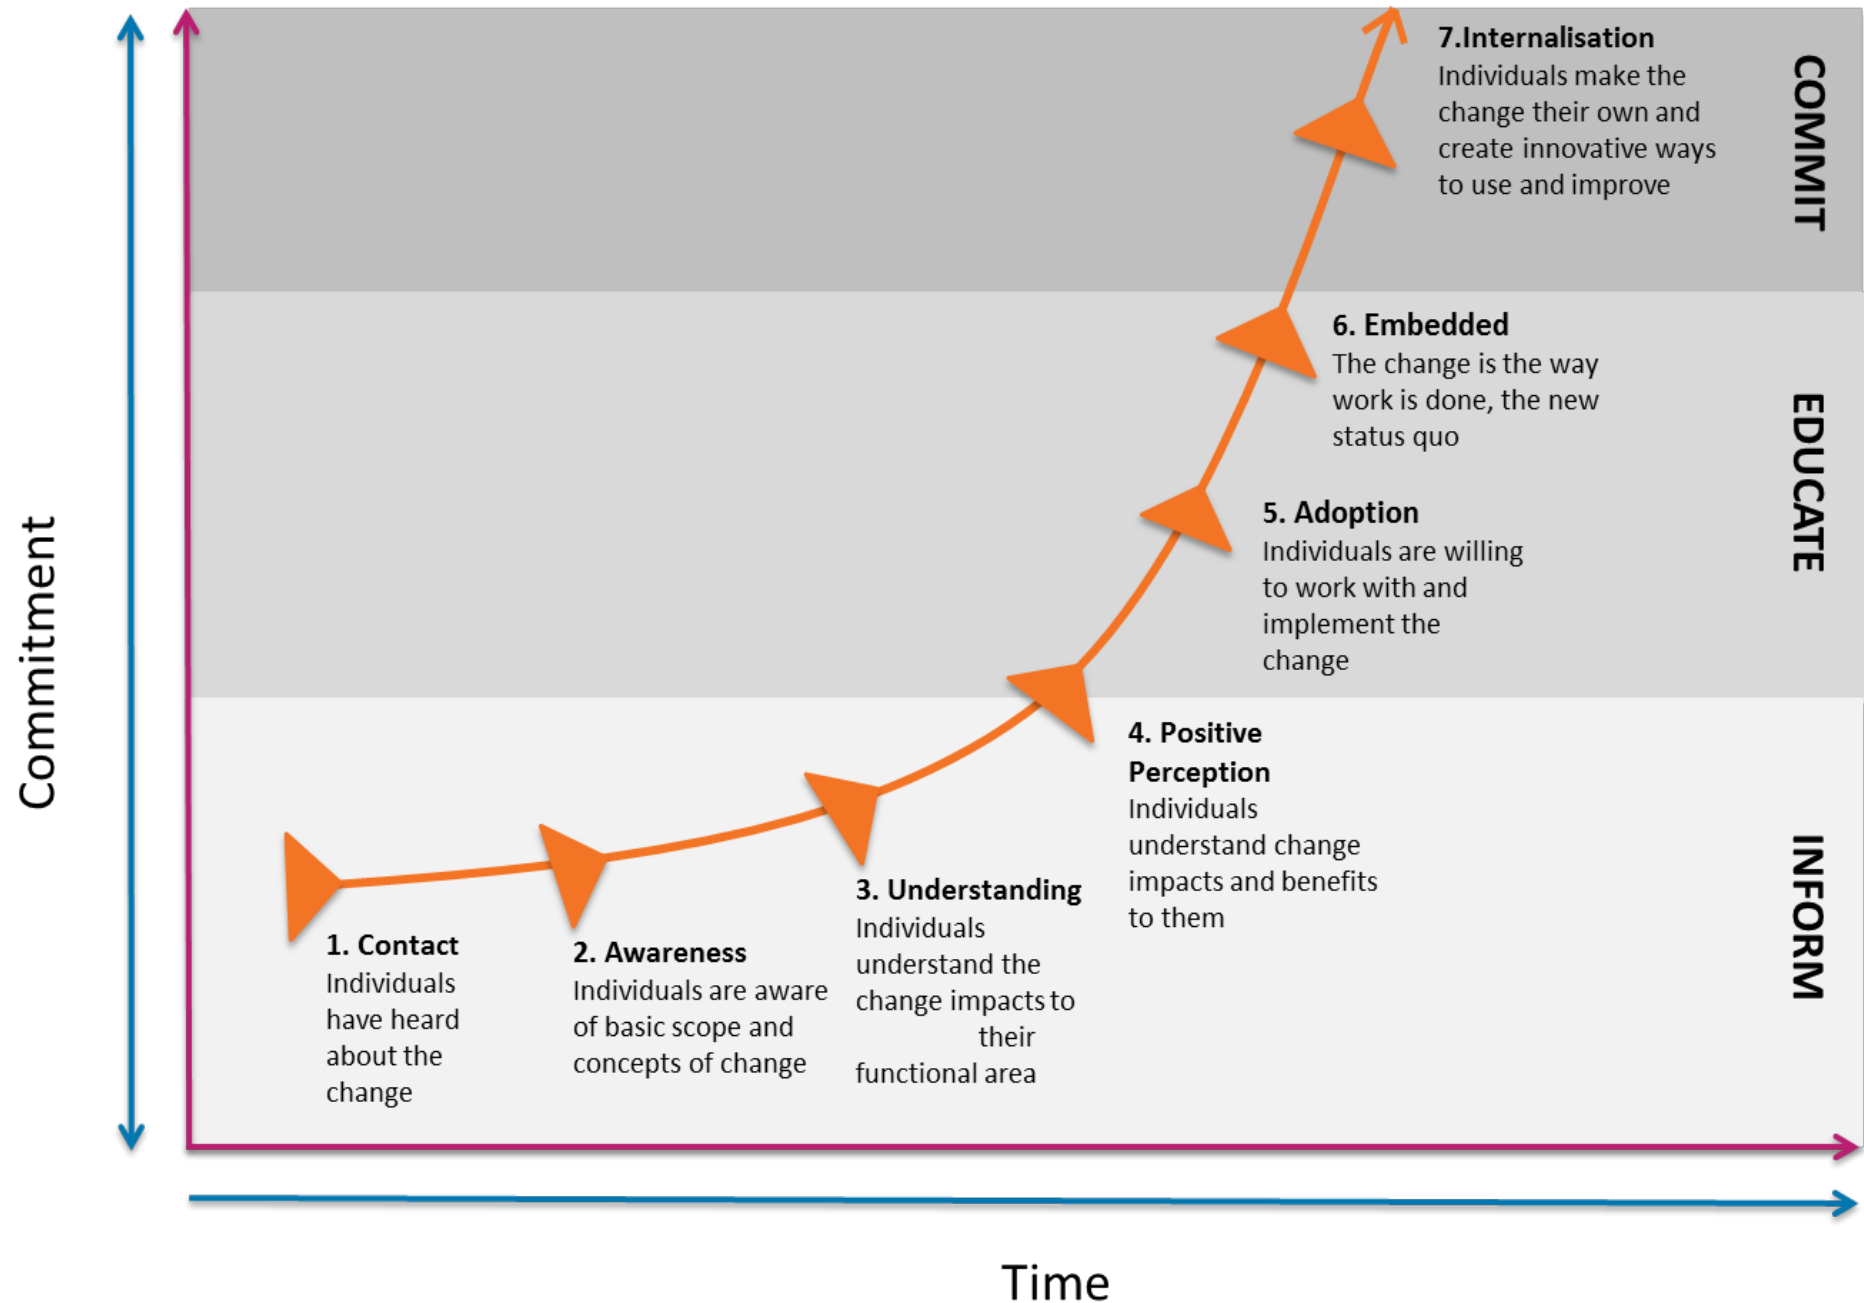 7.Internalisation
Individuals make the
change their own and
create innovative ways
to use and improve
COMMIT
6. Embedded
The change is the way
work is done, the new
status quo
EDUCATE
5. Adoption
Individuals are willing
to work with and
implement the
change
Commitment
4. Positive
Perception
Individuals
understand change
impacts and benefits
to them
INFORM
3. Understanding
Individuals
understand the
change impacts to
their
functional area
2. Awareness
Individuals are aware
of basic scope and
concepts of change
1. Contact
Individuals
have heard
about the
change
Time